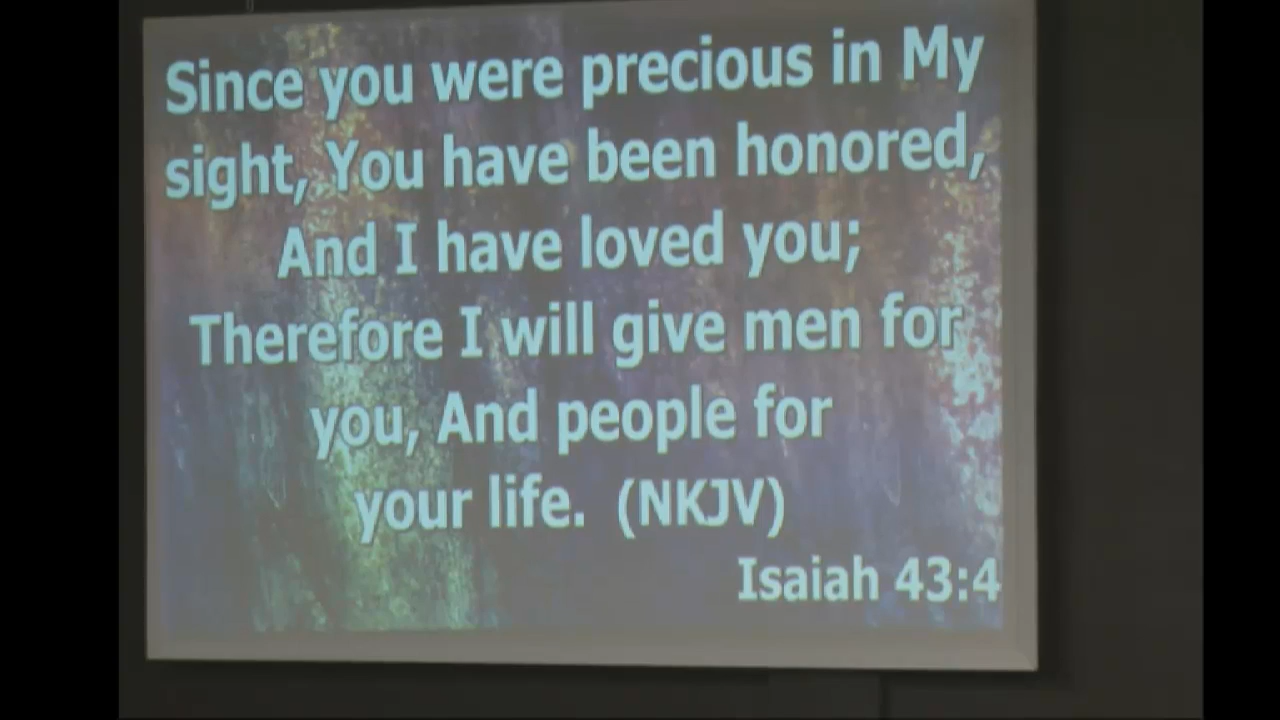 Since you were precious in My
sight, You have been honored,
And I have loved you;
Therefore I will give men for
you, And people for
your life.  (NKJV)
Isaiah 43:4